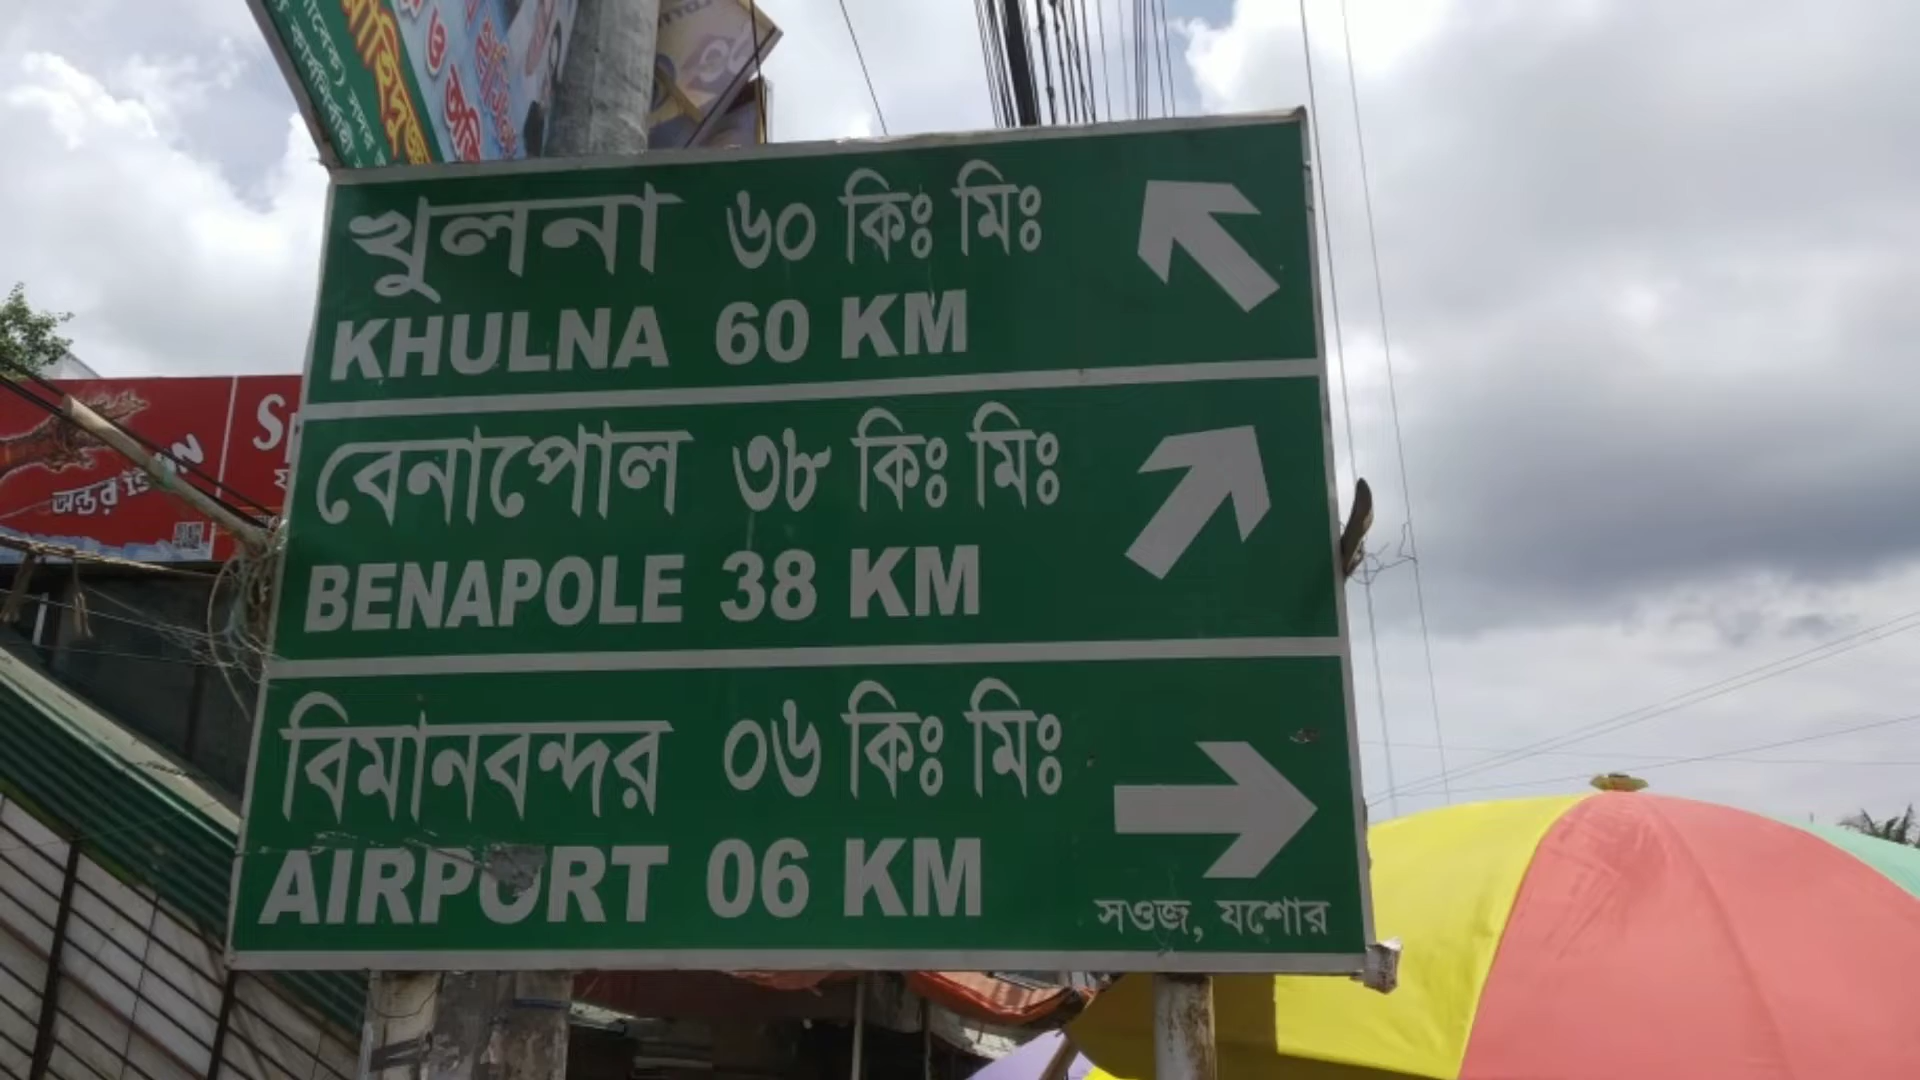 খুলনা ৬০ কিঃ মিঃ
KHULNA 60 KM
বেনাপোল ৩৮ কিঃ মিঃ
BENAPOLE 38 KM
বিমানবন্দর ০৬ কিঃ মিঃ
AIRPORT 06 KM
সওজ, যশোর